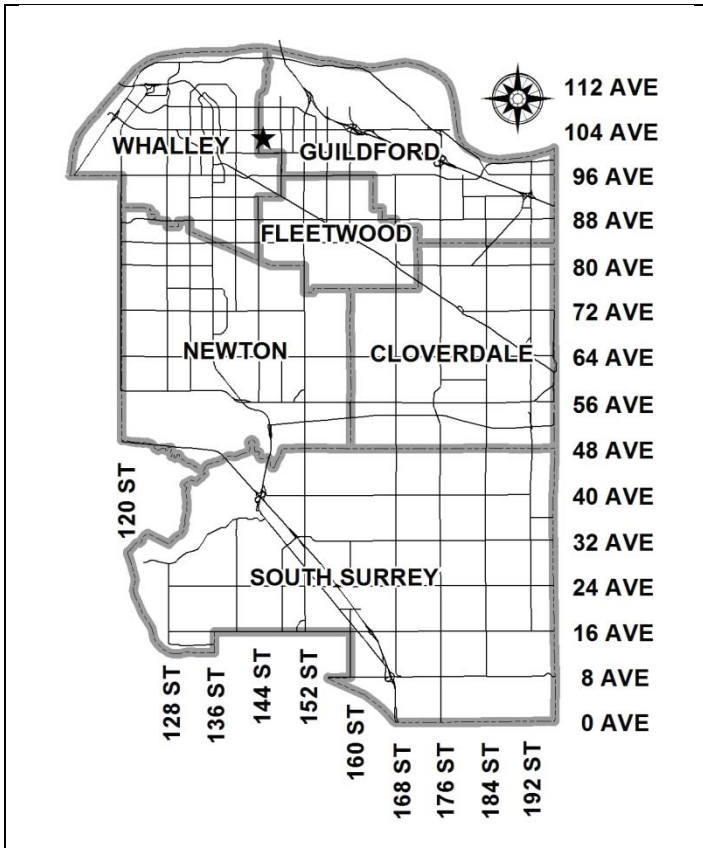 112 AVE
104 AVE
WHALLEY
GUILDFORD
96 AVE
88 AVE
FLEETWOOD
80 AVE
72 AVE
NEWTON
CLOVERDALE
64 AVE
56 AVE
48 AVE
120 ST
40 AVE
32 AVE
SOUTH SURREY
24 AVE
16 AVE
128 ST
136 ST
144 ST
152 ST
160 ST
8 AVE
0 AVE
168 ST
176 ST
184 ST
192 ST